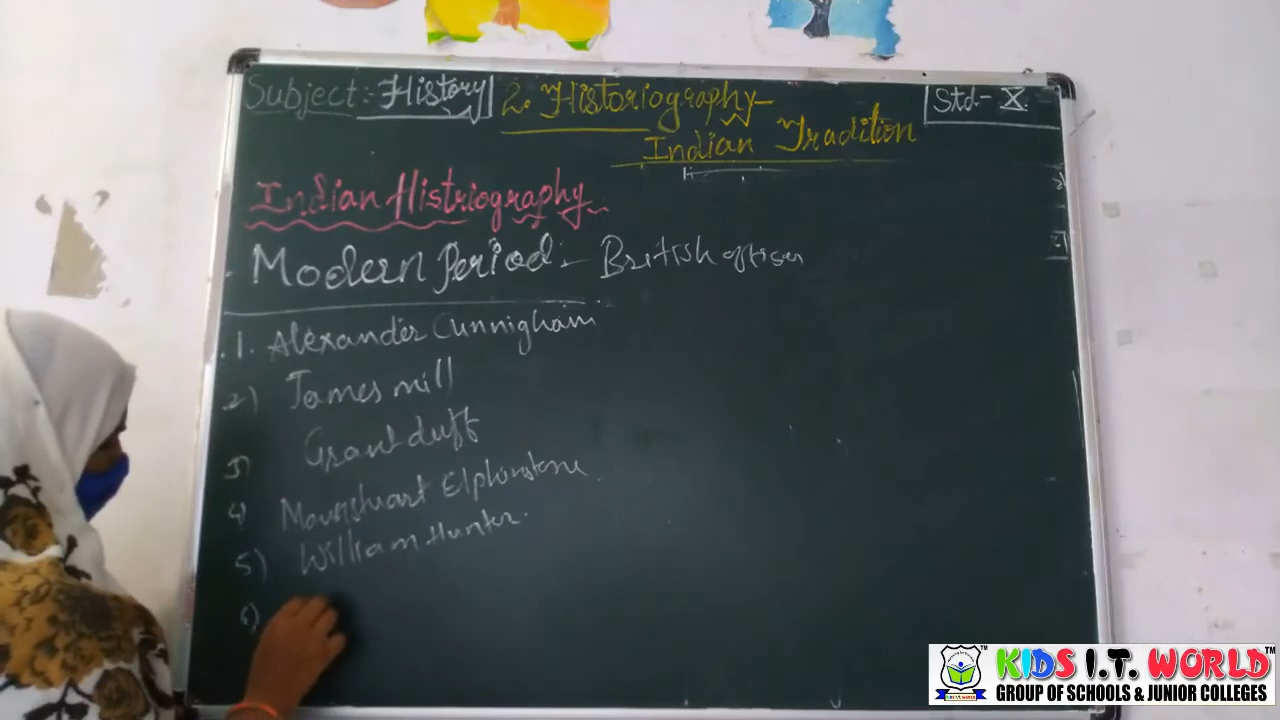 Subject:- History
2. Historiography-
Indian Tradition
Std- X.
Indian Histriography
Modern Period:- British officer
1. Alexander Cunnigham
2) James mill
3) Grant duff
4) Mounstuart Elphinstone
5) William Hunter.
6)
KIDS I.T. WORLD™
GROUP OF SCHOOLS & JUNIOR COLLEGES